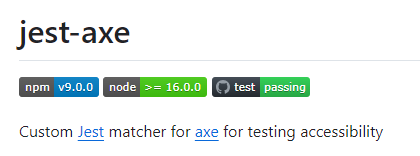 jest-axe
npm v9.0.0 node >= 16.0.0 test passing
Custom Jest matcher for axe for testing accessibility